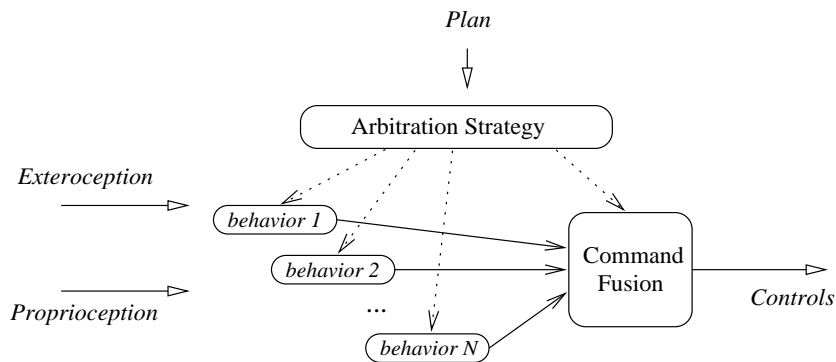 Plan
Arbitration Strategy
Exteroception
behavior 1
behavior 2
Command
Fusion
Proprioception
...
Controls
behavior N